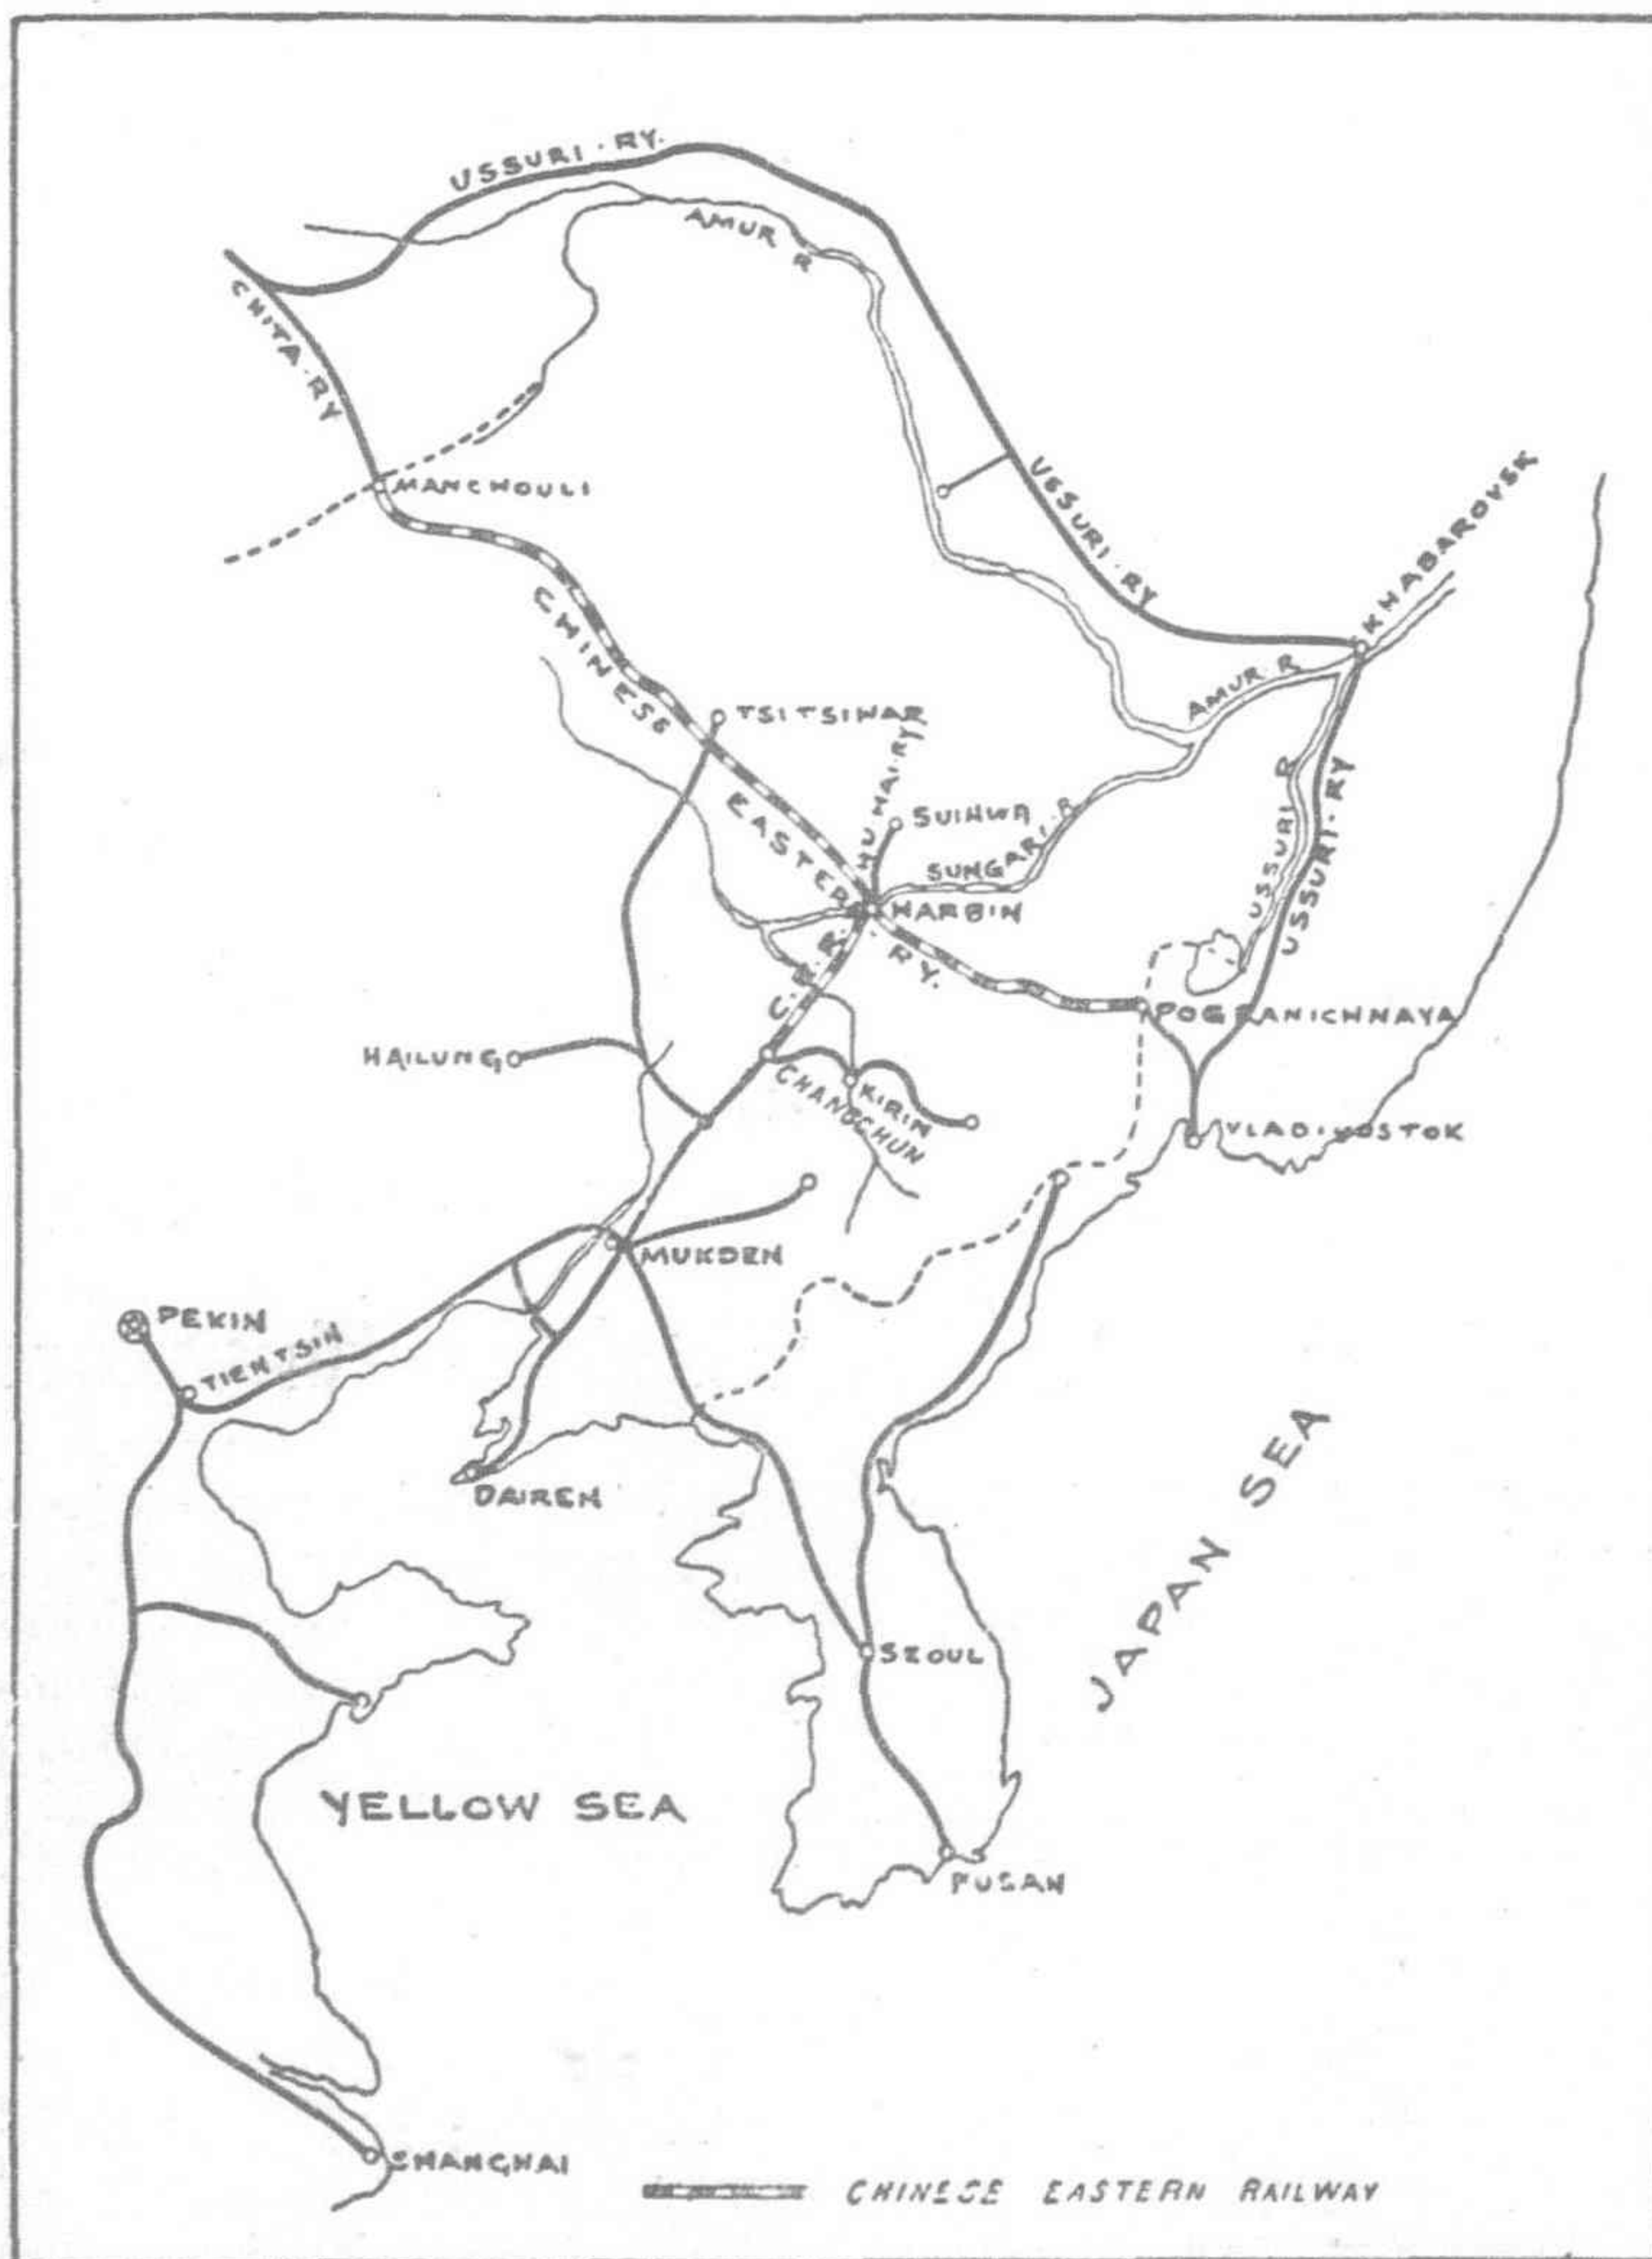 USSURI · RY.
AMUR R
CHITA · RY
MANCHOULI
USSURI · RY
KHABAROVSK
CHINESE
EASTERN
RY.
TSITSIHAR
HU HAI · RY
SUIHWA
SUNGARI · R
AMUR · R
USSURI R
USSURI · RY
HARBIN
C. E. R.
POGRANICHNAYA
HAILUNG
CHANGCHUN
KIRIN
VLADIVOSTOK
MUKDEN
PEKIN
TIENTSIN
DAIREN
JAPAN SEA
SEOUL
YELLOW SEA
FUSAN
SHANGHAI
CHINESE EASTERN RAILWAY